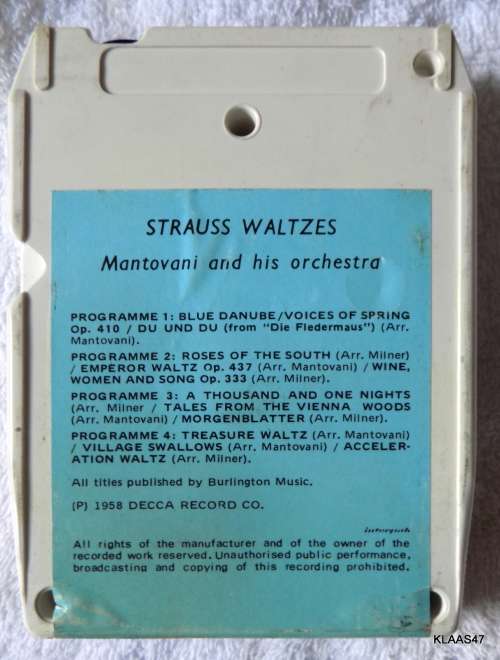 STRAUSS WALTZES
Mantovani and his orchestra
PROGRAMME 1: BLUE DANUBE/VOICES OF SPRING
Op. 410 / DU UND DU (from "Die Fledermaus") (Arr.
Mantovani).
PROGRAMME 2: ROSES OF THE SOUTH (Arr. Milner)
/ EMPEROR WALTZ Op. 437 (Arr. Mantovani) / WINE,
WOMEN AND SONG Op. 333 (Arr. Milner).
PROGRAMME 3: A THOUSAND AND ONE NIGHTS
(Arr. Milner / TALES FROM THE VIENNA WOODS
(Arr. Mantovani) / MORGENBLATTER (Arr. Milner).
PROGRAMME 4: TREASURE WALTZ (Arr. Mantovani)
/ VILLAGE SWALLOWS (Arr. Mantovani) / ACCELER-
ATION WALTZ (Arr. Milner).
All titles published by Burlington Music.
(P) 1958 DECCA RECORD CO.
All rights of the manufacturer and of the owner of the
recorded work reserved. Unauthorised public performance,
broadcasting and copying of this recording prohibited.
KLAAS47